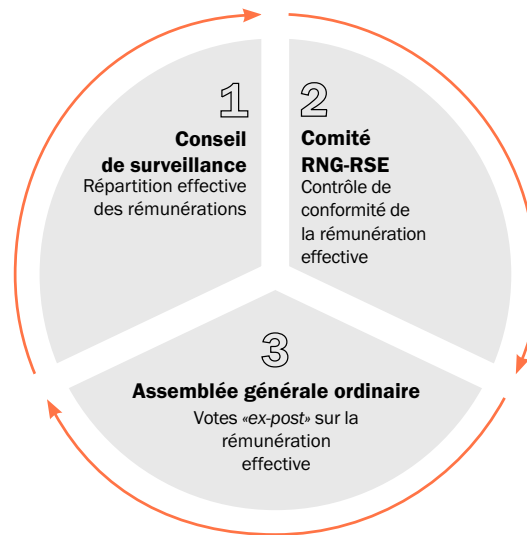 1
Conseil
de surveillance
Répartition effective
des rémunérations
2
Comité
RNG-RSE
Contrôle de
conformité de
la rémunération
effective
3
Assemblée générale ordinaire
Votes «ex-post» sur la
rémunération
effective